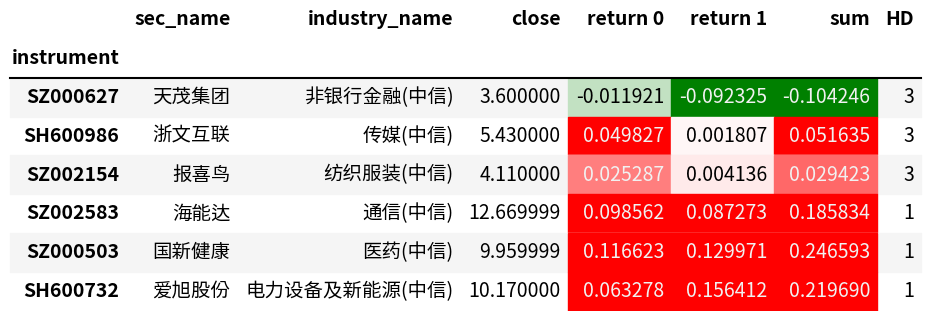 sec_name industry_name close return 0 return 1 sum HD
instrument
SZ000627 天茂集团 非银行金融(中信) 3.600000 -0.011921 -0.092325 -0.104246 3
SH600986 浙文互联 传媒(中信) 5.430000 0.049827 0.001807 0.051635 3
SZ002154 报喜鸟 纺织服装(中信) 4.110000 0.025287 0.004136 0.029423 3
SZ002583 海能达 通信(中信) 12.669999 0.098562 0.087273 0.185834 1
SZ000503 国新健康 医药(中信) 9.959999 0.116623 0.129971 0.246593 1
SH600732 爱旭股份 电力设备及新能源(中信) 10.170000 0.063278 0.156412 0.219690 1